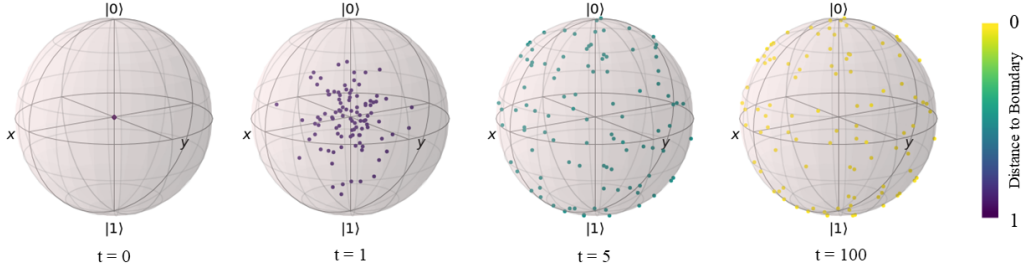 |0⟩ |0⟩ |0⟩ |0⟩
0
Distance to Boundary
x y x y x y x y
1
|1⟩ |1⟩ |1⟩ |1⟩
t = 0 t = 1 t = 5 t = 100